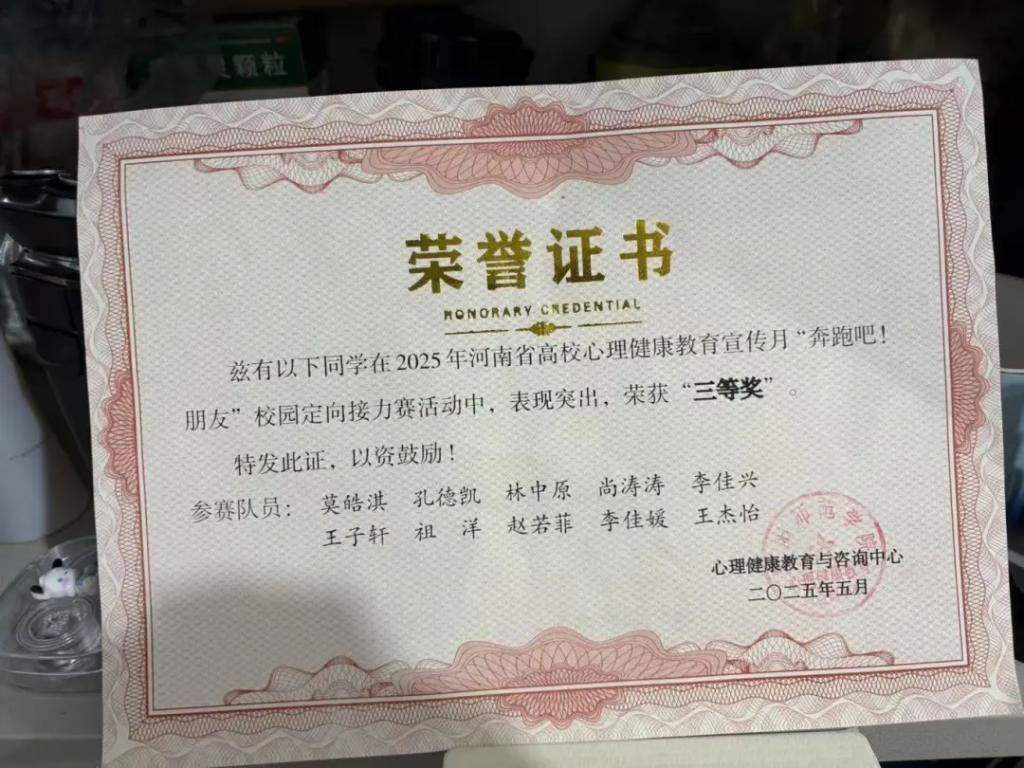 颗粒
荣誉证书
HONORARY CREDENTIAL
兹有以下同学在2025年河南省高校心理健康教育宣传月“奔跑吧！
朋友”校园定向接力赛活动中，表现突出，荣获“三等奖”。
特发此证，以资鼓励！
参赛队员： 莫皓淇 孔德凯 林中原 尚涛涛 李佳兴
王子轩 祖 洋 赵若菲 李佳媛 王杰怡
心理健康教育与咨询中心
二〇二五年五月